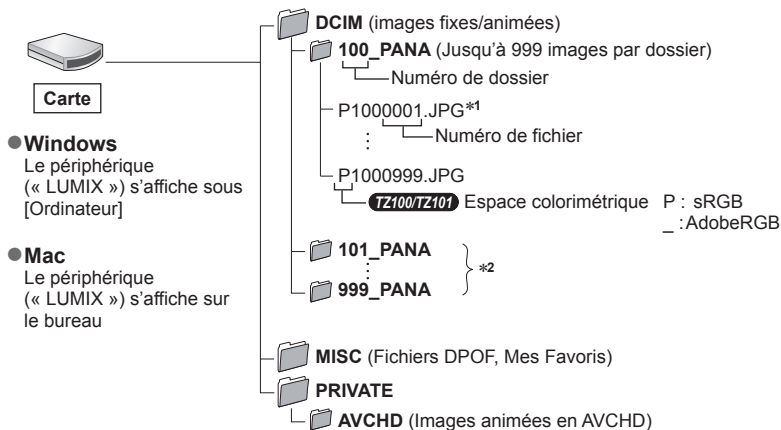 DCIM (images fixes/animées)
100_PANA (Jusqu'à 999 images par dossier)
Numéro de dossier
Carte
P1000001.JPG*1
Numéro de fichier
●Windows
Le périphérique
(« LUMIX ») s’affiche sous
[Ordinateur]
P1000999.JPG
TZ100/TZ101 Espace colorimétrique P : sRGB
_ :AdobeRGB
●Mac
Le périphérique
(« LUMIX ») s’affiche sur
le bureau
101_PANA
*2
999_PANA
MISC (Fichiers DPOF, Mes Favoris)
PRIVATE
AVCHD (Images animées en AVCHD)